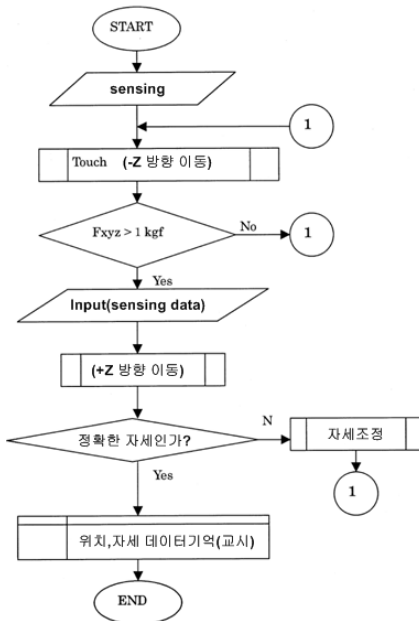 START
sensing
1
Touch (-Z 방향 이동)
Fxyz > 1 kgf
No
1
Yes
Input(sensing data)
(+Z 방향 이동)
정확한 자세인가?
N
자세조정
Yes
1
위치,자세 데이터기억(교시)
END